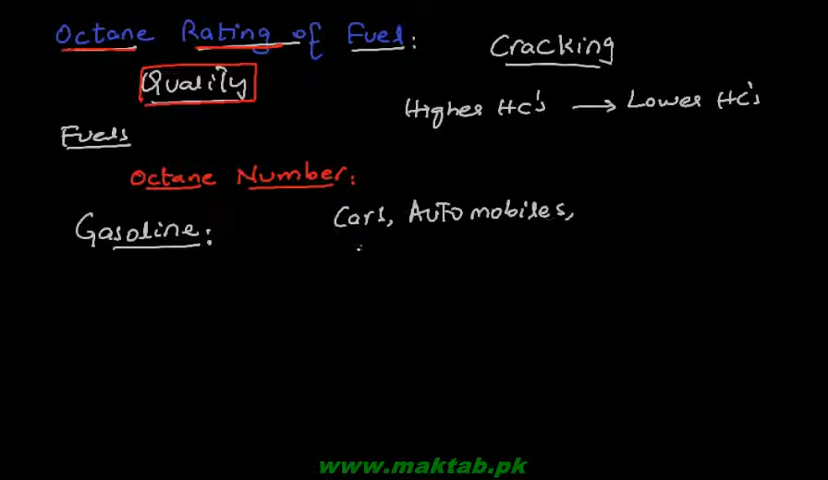 Octane Rating of Fuel:
Cracking
Quality
Higher HC's → Lower HC's
Fuels
Octane Number:
Gasoline: Cars, Automobiles,
www.maktab.pk